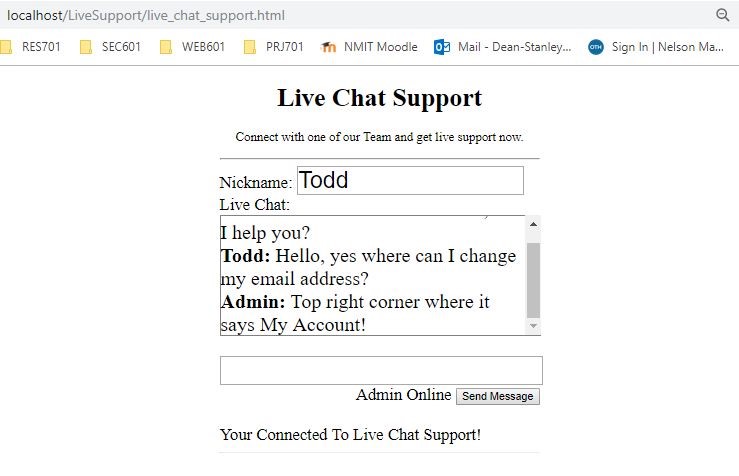 localhost/LiveSupport/live_chat_support.html
RES701 SEC601 WEB601 PRJ701 NMIT Moodle Mail - Dean-Stanley... OTH Sign In | Nelson Ma...
Live Chat Support
Connect with one of our Team and get live support now.
Nickname: Todd
Live Chat:
I help you?
Todd: Hello, yes where can I change
my email address?
Admin: Top right corner where it
says My Account!
Admin Online Send Message
Your Connected To Live Chat Support!